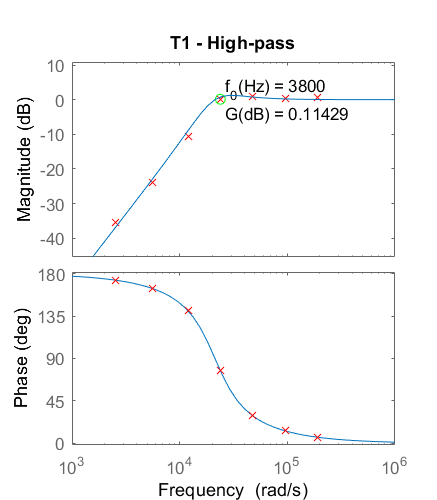 T1 - High-pass
Magnitude (dB)
10
0
-10
-20
-30
-40
f0(Hz) = 3800
G(dB) = 0.11429
Phase (deg)
180
135
90
45
0
10^3
10^4
10^5
10^6
Frequency (rad/s)